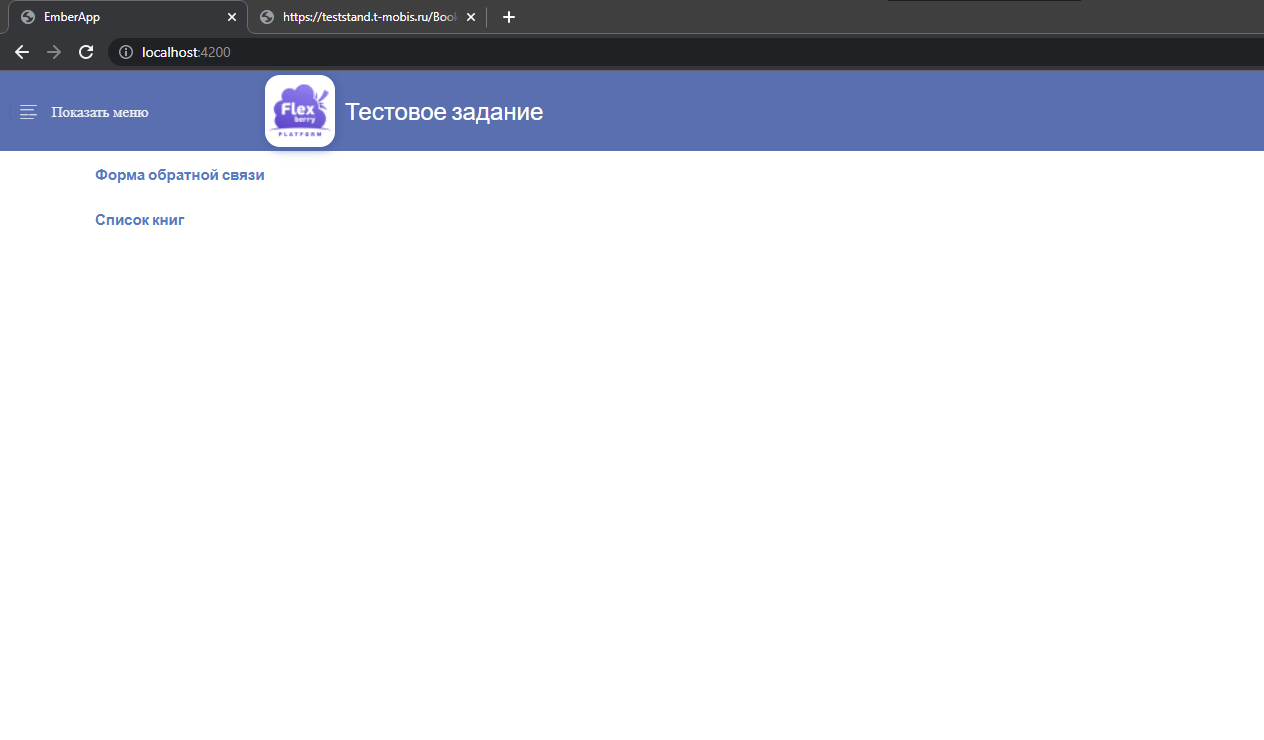 EmberApp
https://teststand.t-mobis.ru/Book
localhost:4200
Показать меню
Flex
berry
PLATFORM
Тестовое задание
Форма обратной связи
Список книг